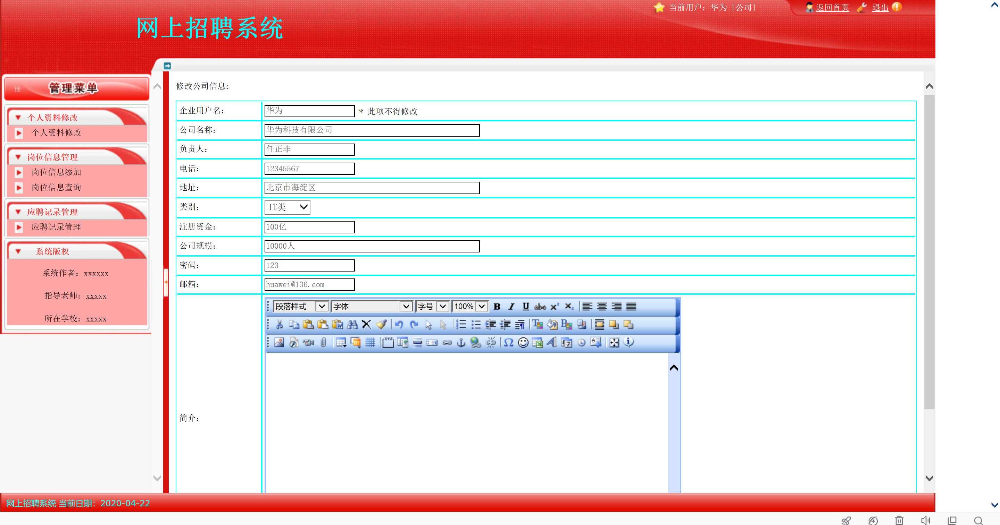 当前用户：华为 [公司]
返回首页
退出
网上招聘系统
管理菜单
个人资料修改
个人资料修改
岗位信息管理
岗位信息添加
岗位信息查询
应聘记录管理
应聘记录管理
系统版权
系统作者：xxxxxx
指导老师：xxxxx
所在学校：xxxxx
修改公司信息:
企业用户名： 华为 * 此项不得修改
公司名称： 华为科技有限公司
负责人： 任正非
电话： 12345567
地址： 北京市海淀区
类别： IT类
注册资金： 100亿
公司规模： 10000人
密码： 123
邮箱： huawei@136.com
段落样式 字体 字号 100% B I U abc x² x₂
简介：
网上招聘系统 当前日期：2020-04-22